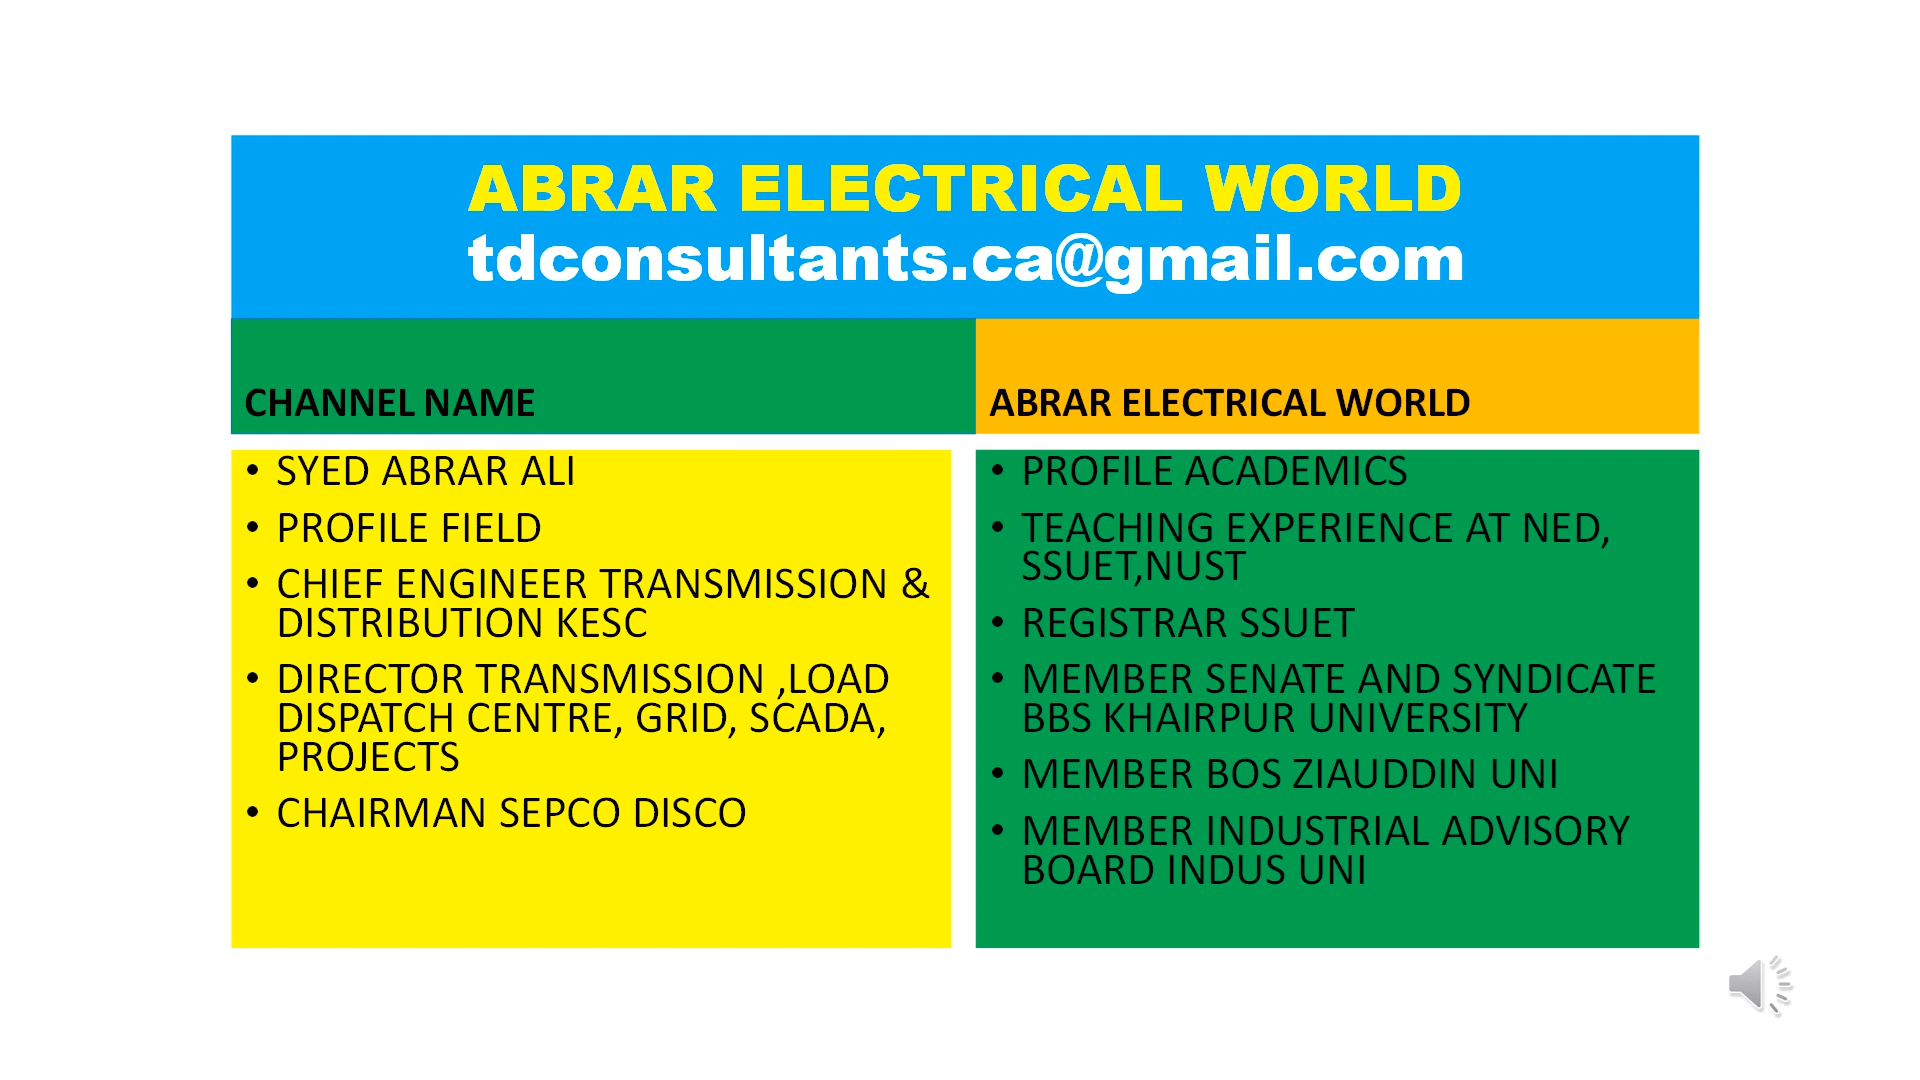 ABRAR ELECTRICAL WORLD
tdconsultants.ca@gmail.com
CHANNEL NAME
ABRAR ELECTRICAL WORLD
• SYED ABRAR ALI
• PROFILE FIELD
• CHIEF ENGINEER TRANSMISSION &
DISTRIBUTION KESC
• DIRECTOR TRANSMISSION ,LOAD
DISPATCH CENTRE, GRID, SCADA,
PROJECTS
• CHAIRMAN SEPCO DISCO
• PROFILE ACADEMICS
• TEACHING EXPERIENCE AT NED,
SSUET,NUST
• REGISTRAR SSUET
• MEMBER SENATE AND SYNDICATE
BBS KHAIRPUR UNIVERSITY
• MEMBER BOS ZIAUDDIN UNI
• MEMBER INDUSTRIAL ADVISORY
BOARD INDUS UNI